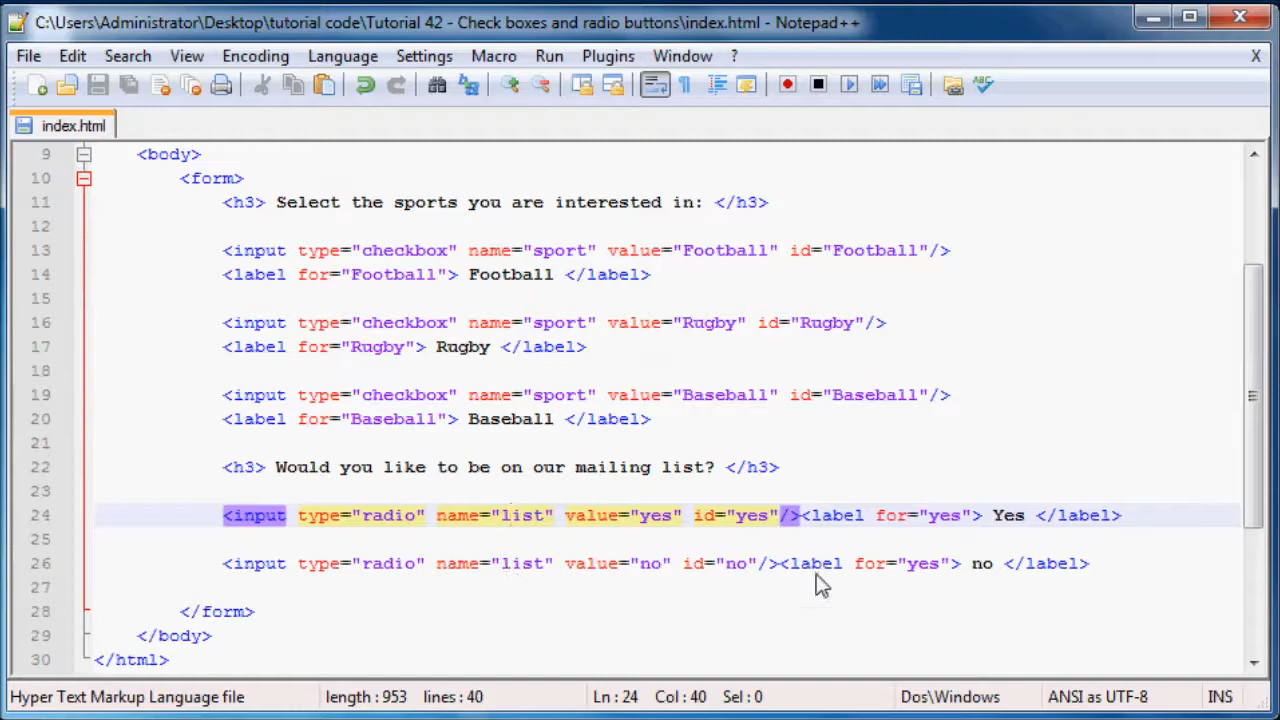 C:\Users\Administrator\Desktop\tutorial code\Tutorial 42 - Check boxes and radio buttons\index.html - Notepad++
File Edit Search View Encoding Language Settings Macro Run Plugins Window ? X
ABC
index.html
9 <body>
10 <form>
11 <h3> Select the sports you are interested in: </h3>
12
13 <input type="checkbox" name="sport" value="Football" id="Football"/>
14 <label for="Football"> Football </label>
15
16 <input type="checkbox" name="sport" value="Rugby" id="Rugby"/>
17 <label for="Rugby"> Rugby </label>
18
19 <input type="checkbox" name="sport" value="Baseball" id="Baseball"/>
20 <label for="Baseball"> Baseball </label>
21
22 <h3> Would you like to be on our mailing list? </h3>
23
24 <input type="radio" name="list" value="yes" id="yes"/><label for="yes"> Yes </label>
25
26 <input type="radio" name="list" value="no" id="no"/><label for="yes"> no </label>
27
28 </form>
29 </body>
30 </html>
Hyper Text Markup Language file length : 953 lines : 40 Ln : 24 Col : 40 Sel : 0 Dos\Windows ANSI as UTF-8 INS